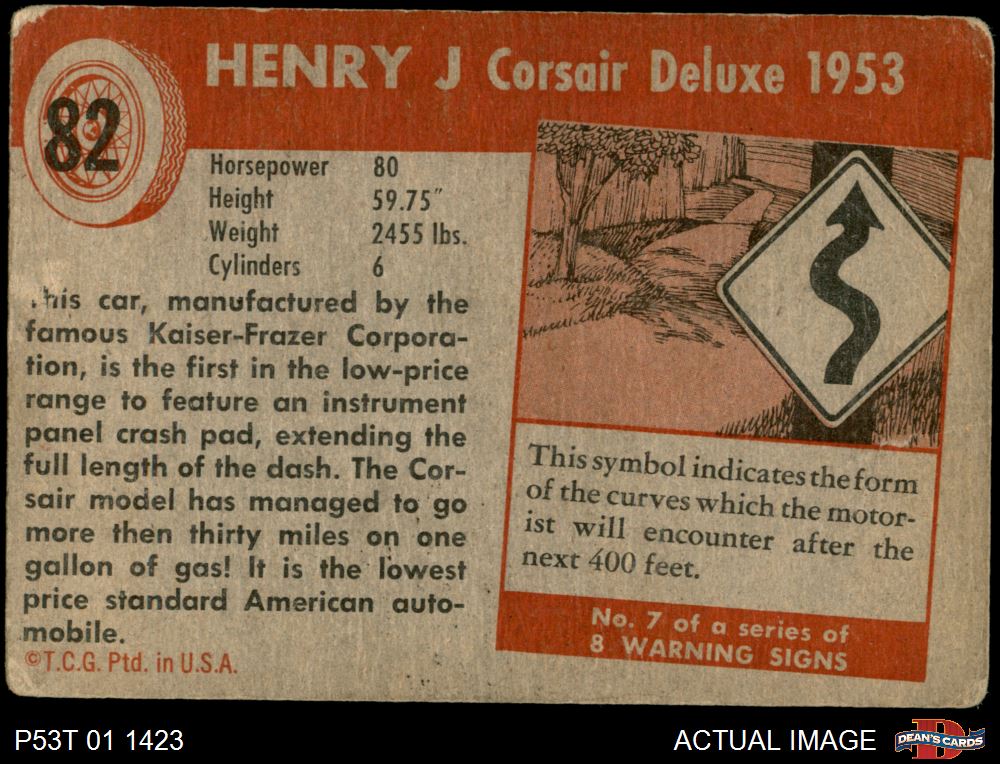 HENRY J Corsair Deluxe 1953
82
Horsepower 80
Height 59.75"
Weight 2455 lbs.
Cylinders 6
This car, manufactured by the
famous Kaiser-Frazer Corpora-
tion, is the first in the low-price
range to feature an instrument
panel crash pad, extending the
full length of the dash. The Cor-
sair model has managed to go
more then thirty miles on one
gallon of gas! It is the lowest
price standard American auto-
mobile.
©T.C.G. Ptd. in U.S.A.
This symbol indicates the form
of the curves which the motor-
ist will encounter after the
next 400 feet.
No. 7 of a series of
8 WARNING SIGNS
P53T 01 1423
ACTUAL IMAGE
DEAN'S CARDS